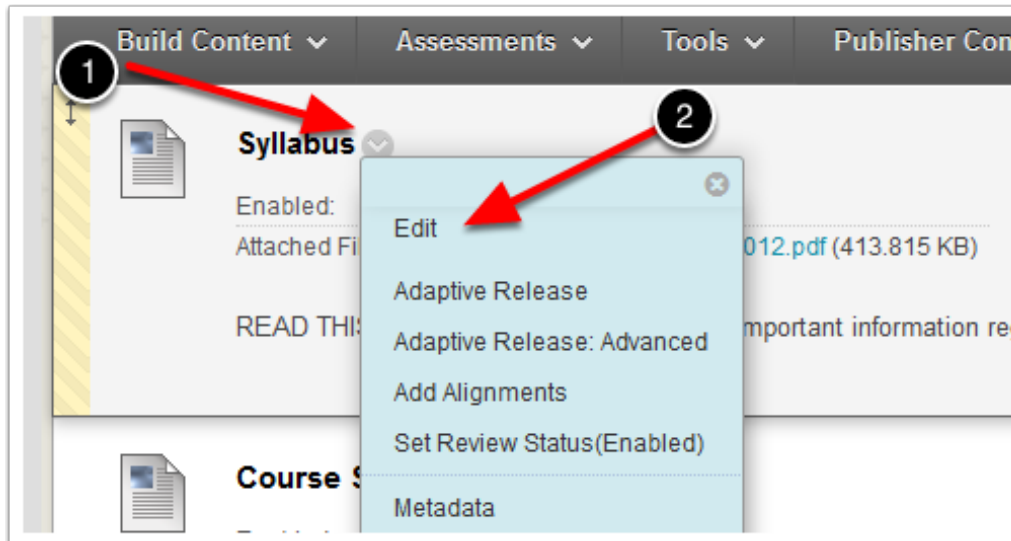 Build Content Assessments Tools Publisher Con
1
2
Syllabus
Enabled:
Edit
Attached Fi 012.pdf (413.815 KB)
Adaptive Release
READ THIS mportant information re
Adaptive Release: Advanced
Add Alignments
Set Review Status(Enabled)
Course S
Metadata